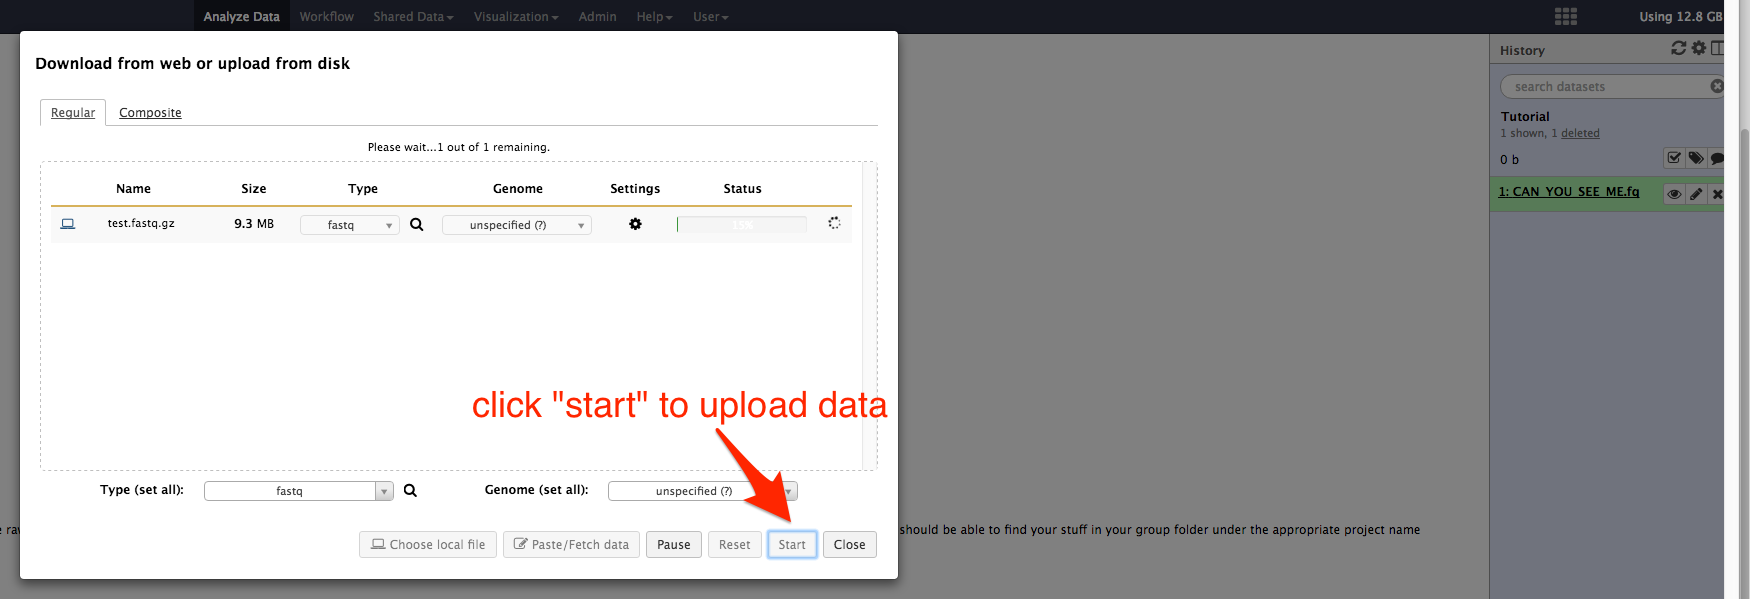 Analyze Data Workflow Shared Data Visualization Admin Help User Using 12.8 GB
Download from web or upload from disk
Regular Composite
Please wait...1 out of 1 remaining.
Name Size Type Genome Settings Status
test.fastq.gz 9.3 MB fastq unspecified (?) 15%
click "start" to upload data
Type (set all): fastq Genome (set all): unspecified (?)
should be able to find your stuff in your group folder under the appropriate project name
Choose local file Paste/Fetch data Pause Reset Start Close
History
search datasets
Tutorial
1 shown, 1 deleted
0 b
1: CAN_YOU_SEE_ME.fq